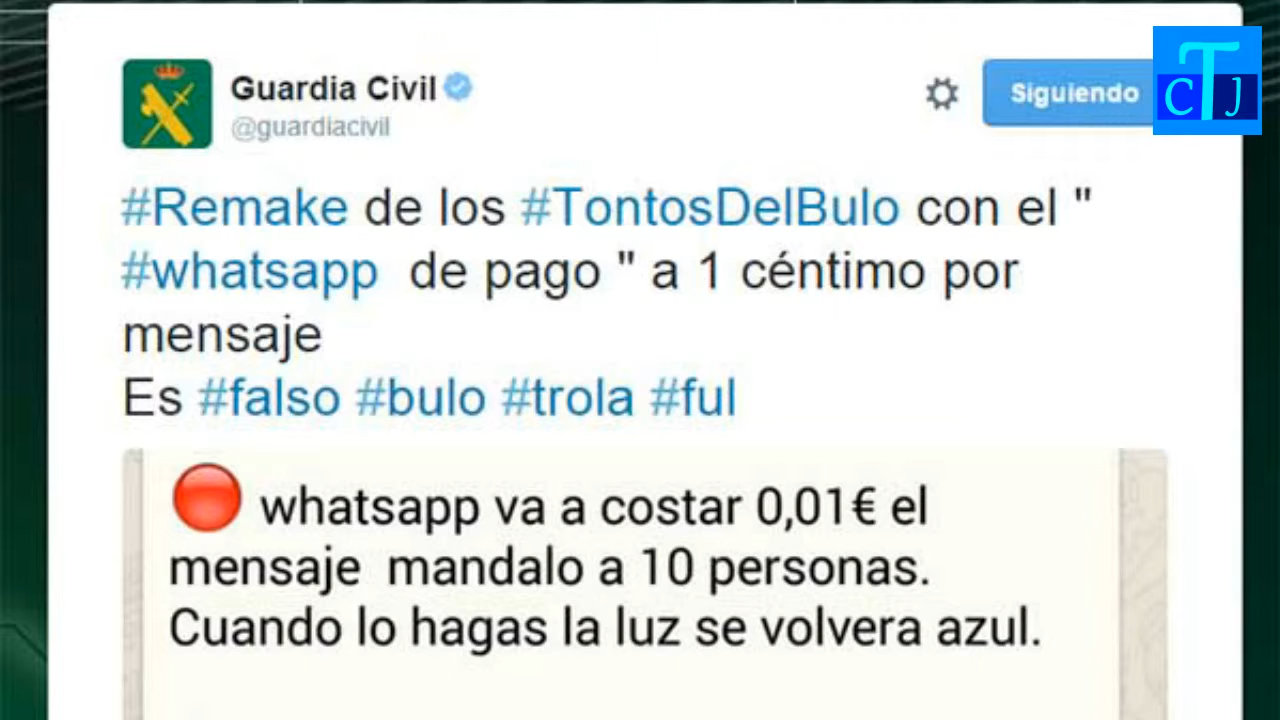 Guardia Civil
@guardiacivil
Siguiendo
CTJ
#Remake de los #TontosDelBulo con el "
#whatsapp de pago " a 1 céntimo por
mensaje
Es #falso #bulo #trola #ful
whatsapp va a costar 0,01€ el
mensaje mandalo a 10 personas.
Cuando lo hagas la luz se volvera azul.